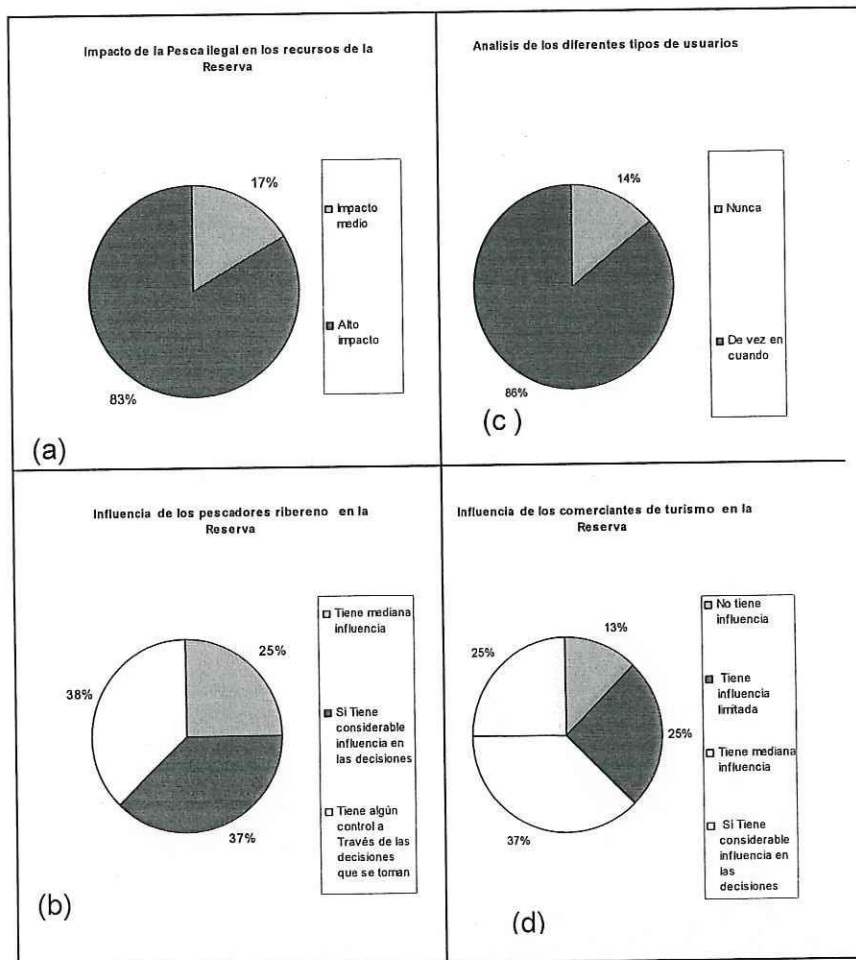 Impacto de la Pesca ilegal en los recursos de la
Reserva
17%
Impacto
medio
Alto
impacto
83%
(a)
Analisis de los diferentes tipos de usuarios
14%
Nunca
De vez en
cuando
86%
(c )
Influencia de los pescadores ribereno en la
Reserva
Tiene mediana
influencia
25%
38%
Si Tiene
considerable
influencia en
las decisiones
Tiene algún
control a
Través de las
decisiones
que se toman
37%
(b)
Influencia de los comerciantes de turismo en la
Reserva
No tiene
influencia
13%
25%
Tiene
influencia
limitada
25%
Tiene mediana
influencia
37%
Si Tiene
considerable
influencia en
las
decisiones
(d)